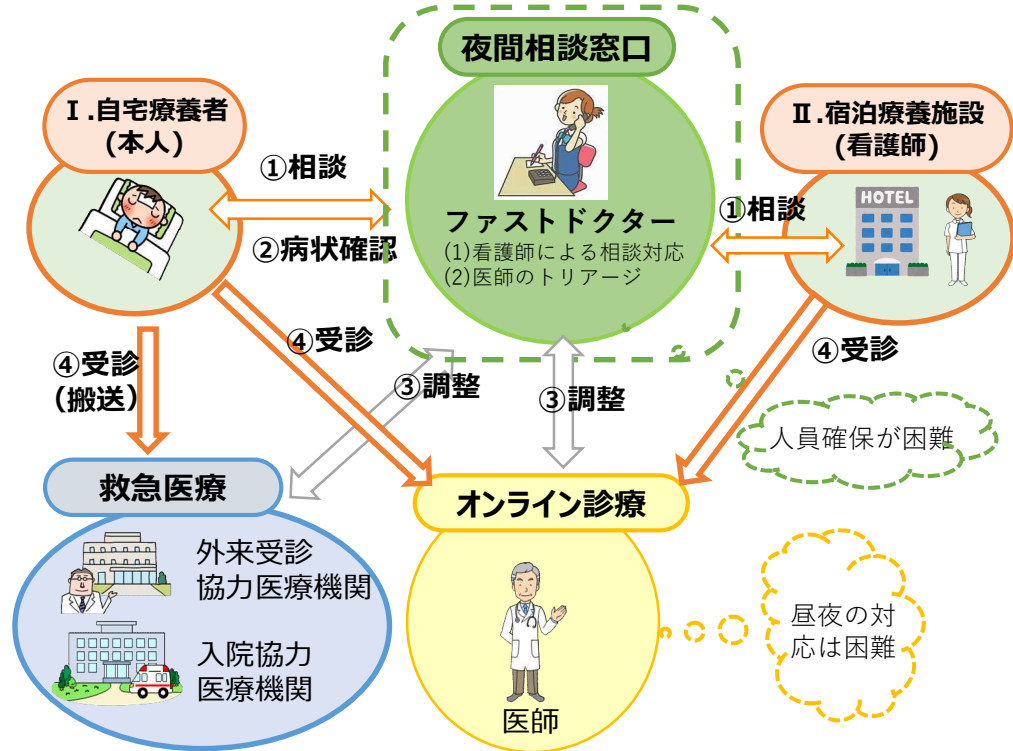 夜間相談窓口
Ⅰ.自宅療養者
(本人)
Ⅱ.宿泊療養施設
(看護師)
①相談
②病状確認
ファストドクター
(1)看護師による相談対応
(2)医師のトリアージ
①相談
HOTEL
④受診
(搬送)
④受診
③調整
③調整
④受診
人員確保が困難
救急医療
外来受診
協力医療機関
入院協力
医療機関
オンライン診療
医師
昼夜の対
応は困難